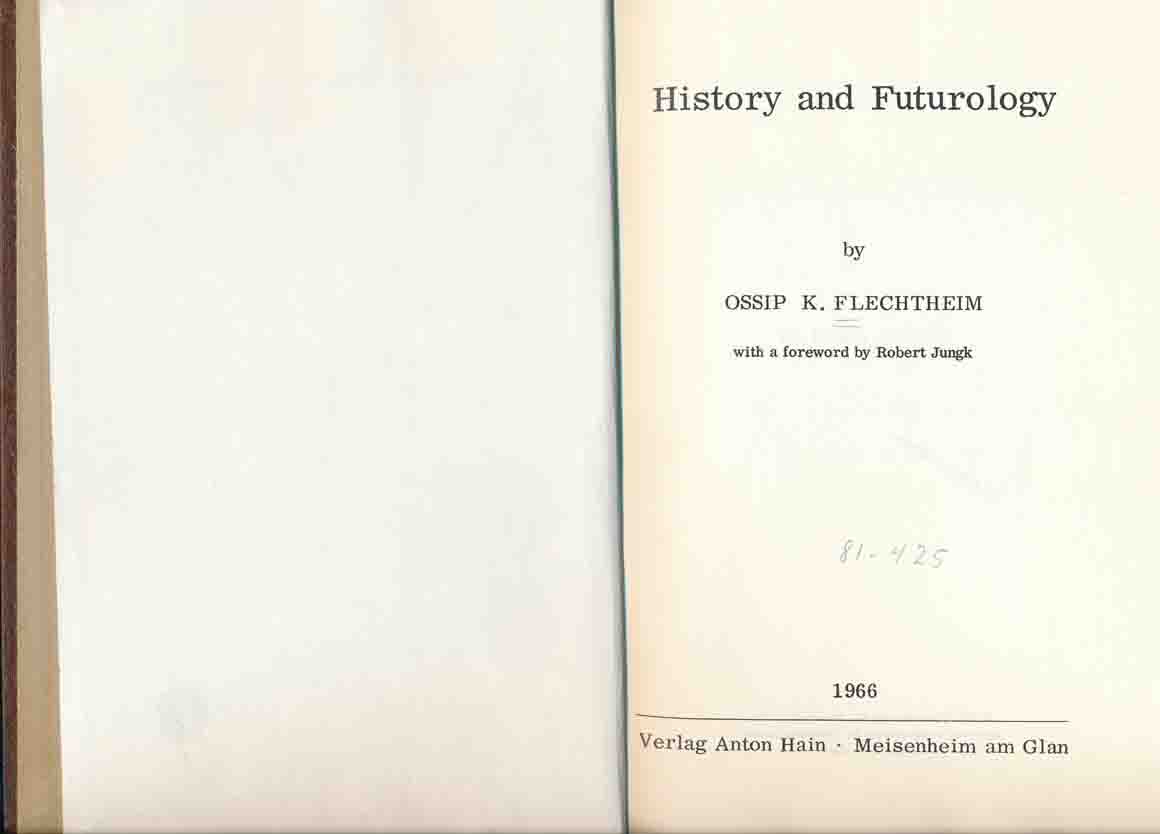 History and Futurology
by
OSSIP K. FLECHTHEIM
with a foreword by Robert Jungk
81-425
1966
Verlag Anton Hain · Meisenheim am Glan